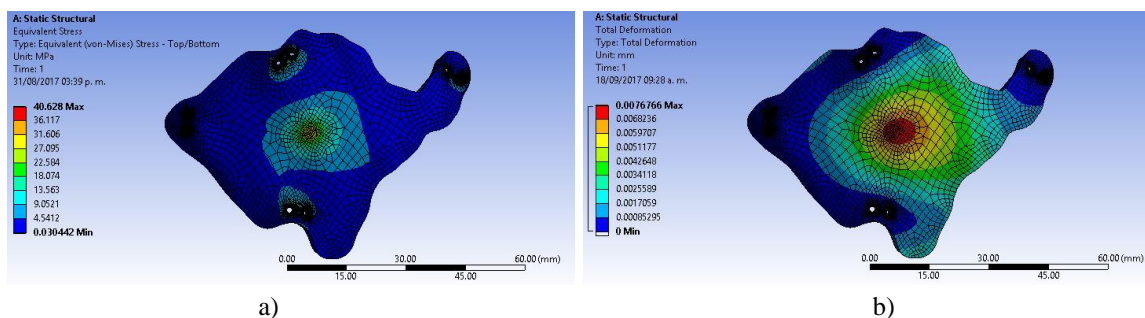 A: Static Structural
Equivalent Stress
Type: Equivalent (von-Mises) Stress - Top/Bottom
Unit: MPa
Time: 1
31/08/2017 03:39 p. m.
40.628 Max
36.117
31.606
27.095
22.584
18.074
13.563
9.0521
4.5412
0.030442 Min
0.00 30.00 60.00 (mm)
15.00 45.00
a)
A: Static Structural
Total Deformation
Type: Total Deformation
Unit: mm
Time: 1
18/09/2017 09:28 a. m.
0.0076766 Max
0.0068236
0.0059707
0.0051177
0.0042648
0.0034118
0.0025589
0.0017059
0.00085295
0 Min
0.00 30.00 60.00 (mm)
15.00 45.00
b)